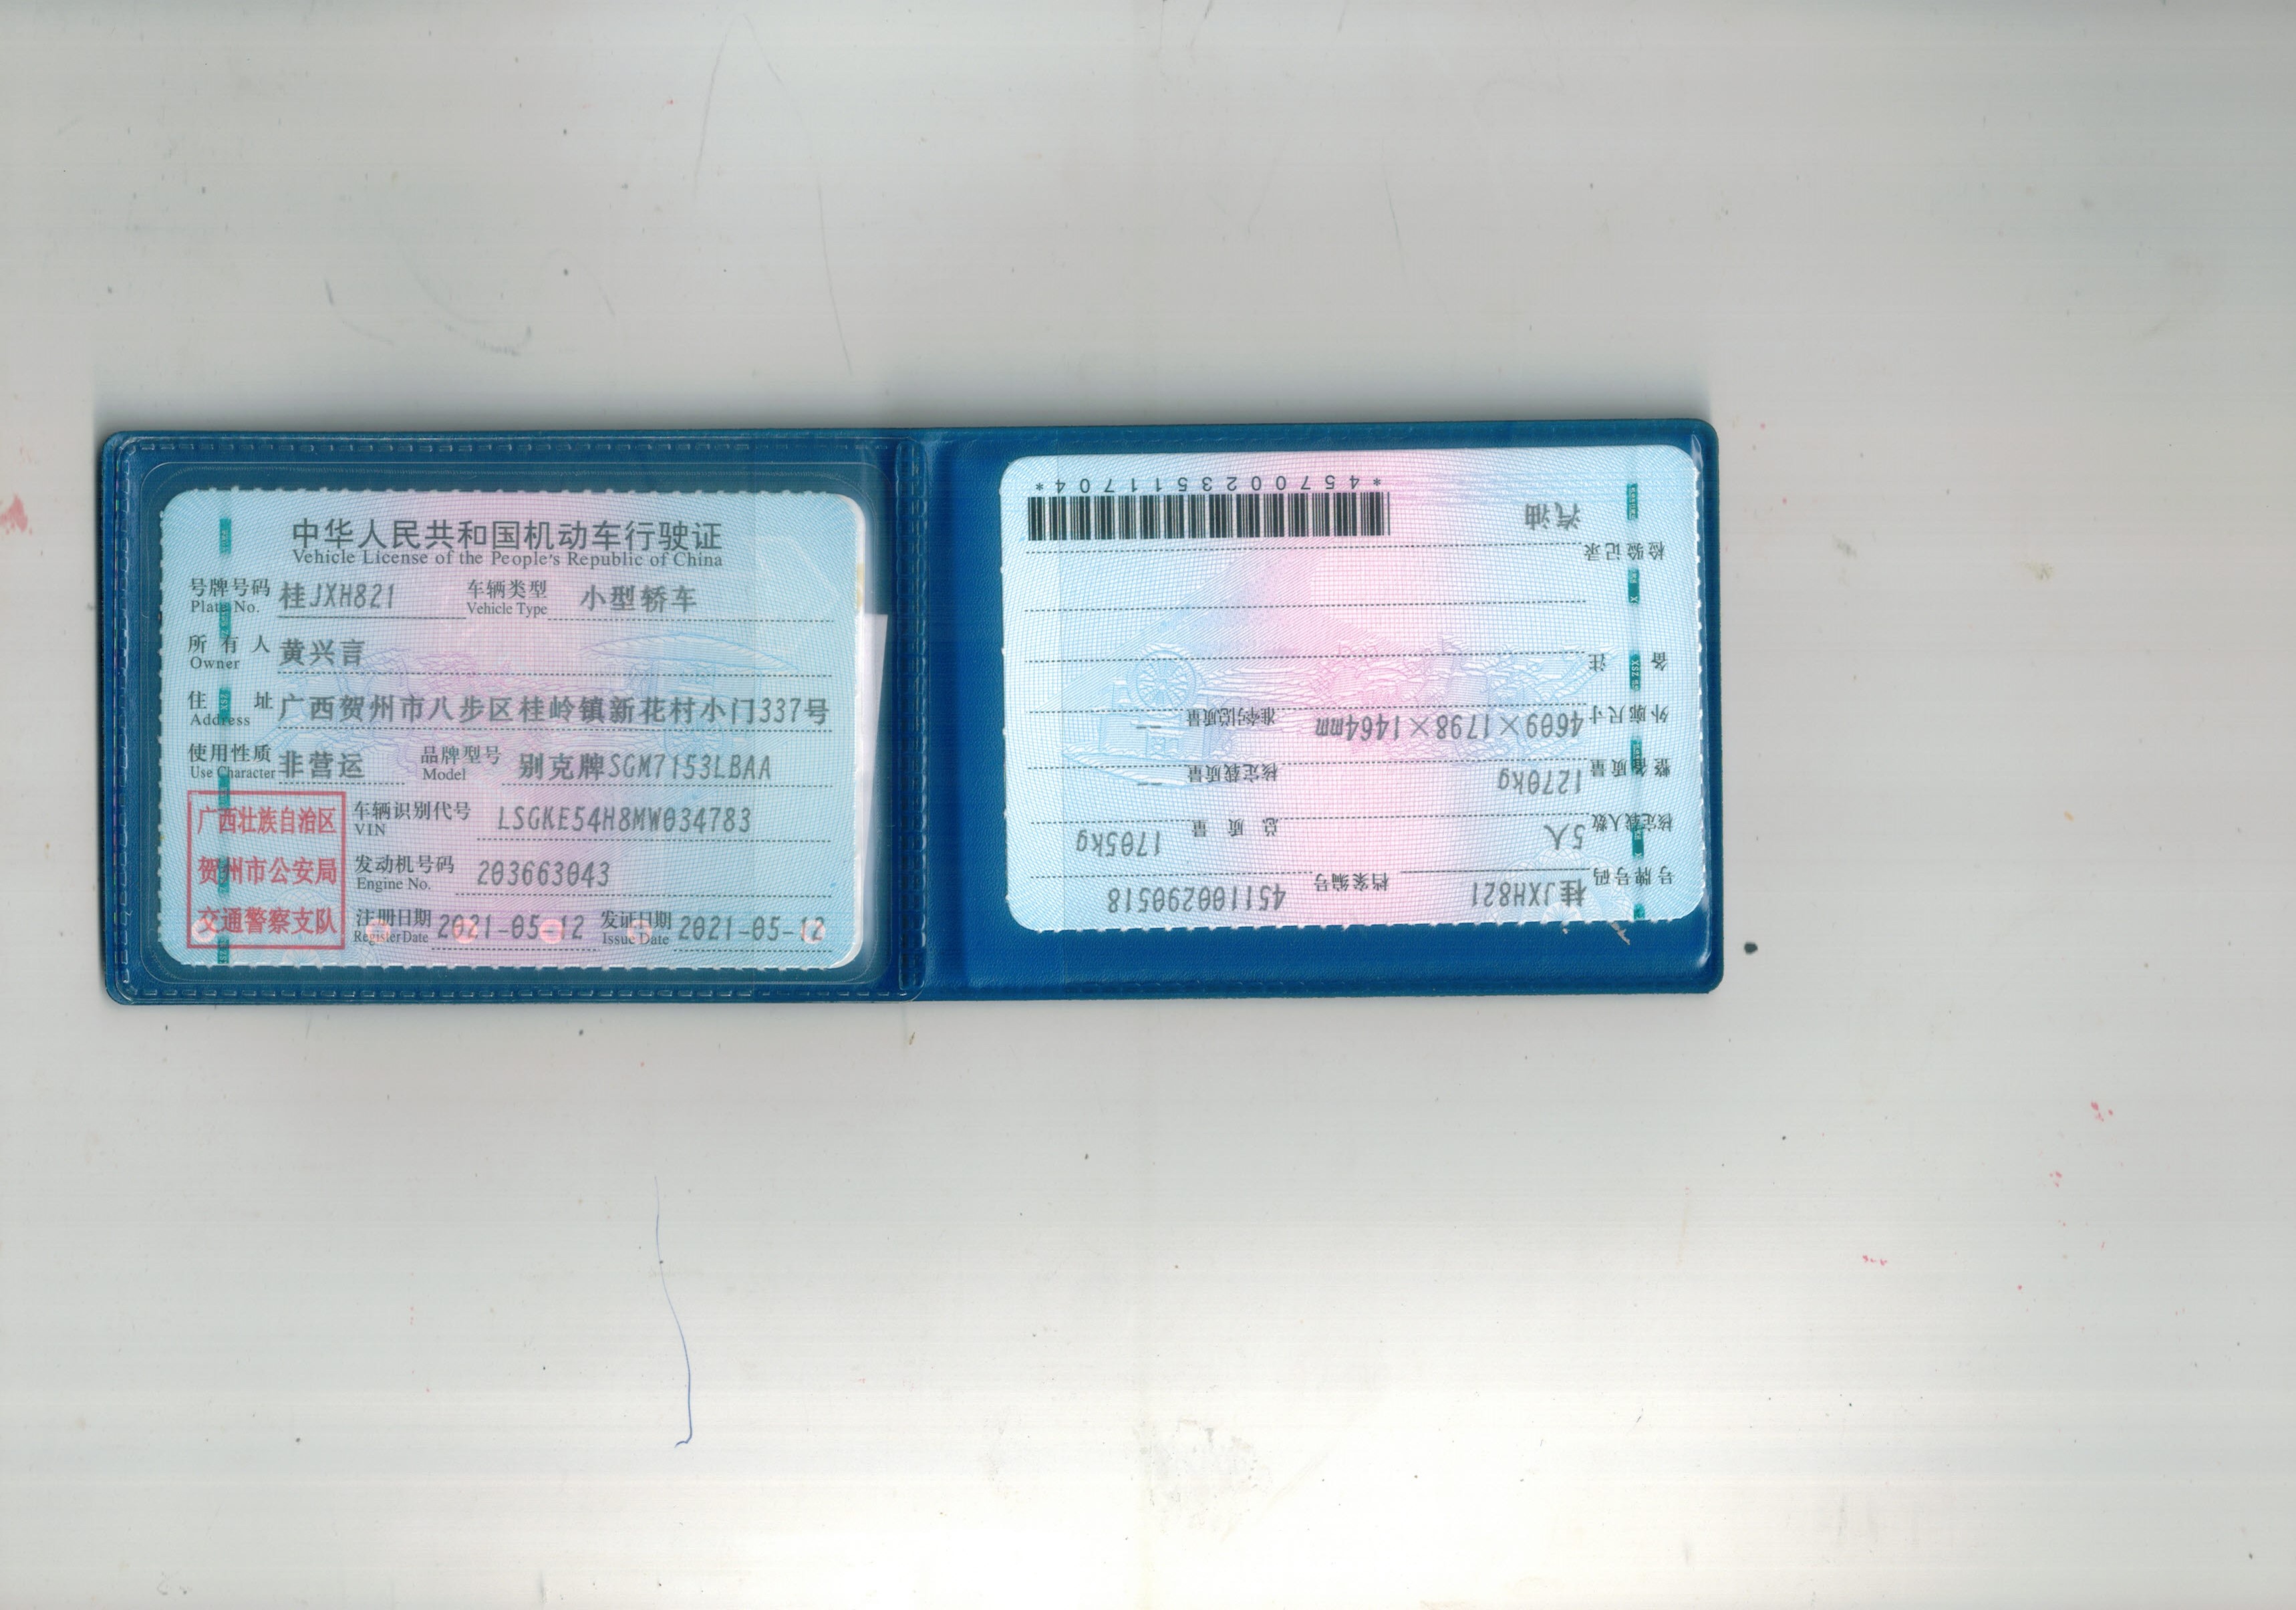 中华人民共和国机动车行驶证
Vehicle License of the People's Republic of China
号牌号码 桂JXH821 车辆类型 小型轿车
Plate No. Vehicle Type
所有人 黄兴言
Owner
住址 广西贺州市八步区桂岭镇新花村小门337号
Address
使用性质 非营运 品牌型号 别克牌SGM7153LBAA
Use Character Model
广西壮族自治区
贺州市公安局
交通警察支队
车辆识别代号 LSGKE54H8MW034783
VIN
发动机号码 203663043
Engine No.
注册日期 2021-05-12 发证日期 2021-05-12
Register Date Issue Date
号牌号码 桂JXH821 档案编号 451100290518
核定载人数 5人 总质量 1705kg
整备质量 1270kg 核定载质量 --
外廓尺寸 4609×1798×1464mm 准牵引总质量 --
备注
检验记录
汽油
*4570023511704*